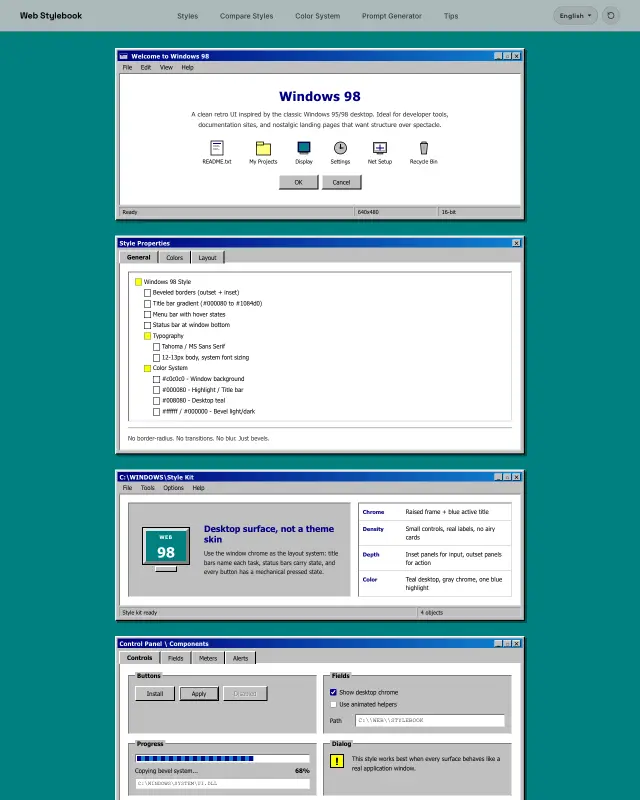 Web Stylebook
Styles
Compare Styles
Color System
Prompt Generator
Tips
English
Welcome to Windows 98
File Edit View Help
Windows 98
A clean retro UI inspired by the classic Windows 95/98 desktop. Ideal for developer tools,
documentation sites, and nostalgic landing pages that want structure over spectacle.
README.txt
My Projects
Display
Settings
Net Setup
Recycle Bin
OK
Cancel
Ready
640x480
16-bit
Style Properties
General
Colors
Layout
Windows 98 Style
Beveled borders (outset + inset)
Title bar gradient (#000080 to #1084d0)
Menu bar with hover states
Status bar at window bottom
Typography
Tahoma / MS Sans Serif
12-13px body, system font sizing
Color System
#c0c0c0 - Window background
#000080 - Highlight / Title bar
#008080 - Desktop teal
#ffffff / #000000 - Bevel light/dark
No border-radius. No transitions. No blur. Just bevels.
C:\WINDOWS\Style Kit
File Tools Options Help
WEB
98
Desktop surface, not a theme
skin
Use the window chrome as the layout system: title
bars name each task, status bars carry state, and
every button has a mechanical pressed state.
Chrome
Raised frame + blue active title
Density
Small controls, real labels, no airy
cards
Depth
Inset panels for input, outset panels
for action
Color
Teal desktop, gray chrome, one blue
highlight
Style kit ready
4 objects
Control Panel \ Components
Controls
Fields
Meters
Alerts
Buttons
Install
Apply
Disabled
Fields
Show desktop chrome
Use animated helpers
Path
C:\\WEB\\STYLEBOOK
Progress
Copying bevel system...
68%
C:\WINDOWS\SYSTEM\UI.DLL
Dialog
!
This style works best when every surface behaves like a
real application window.